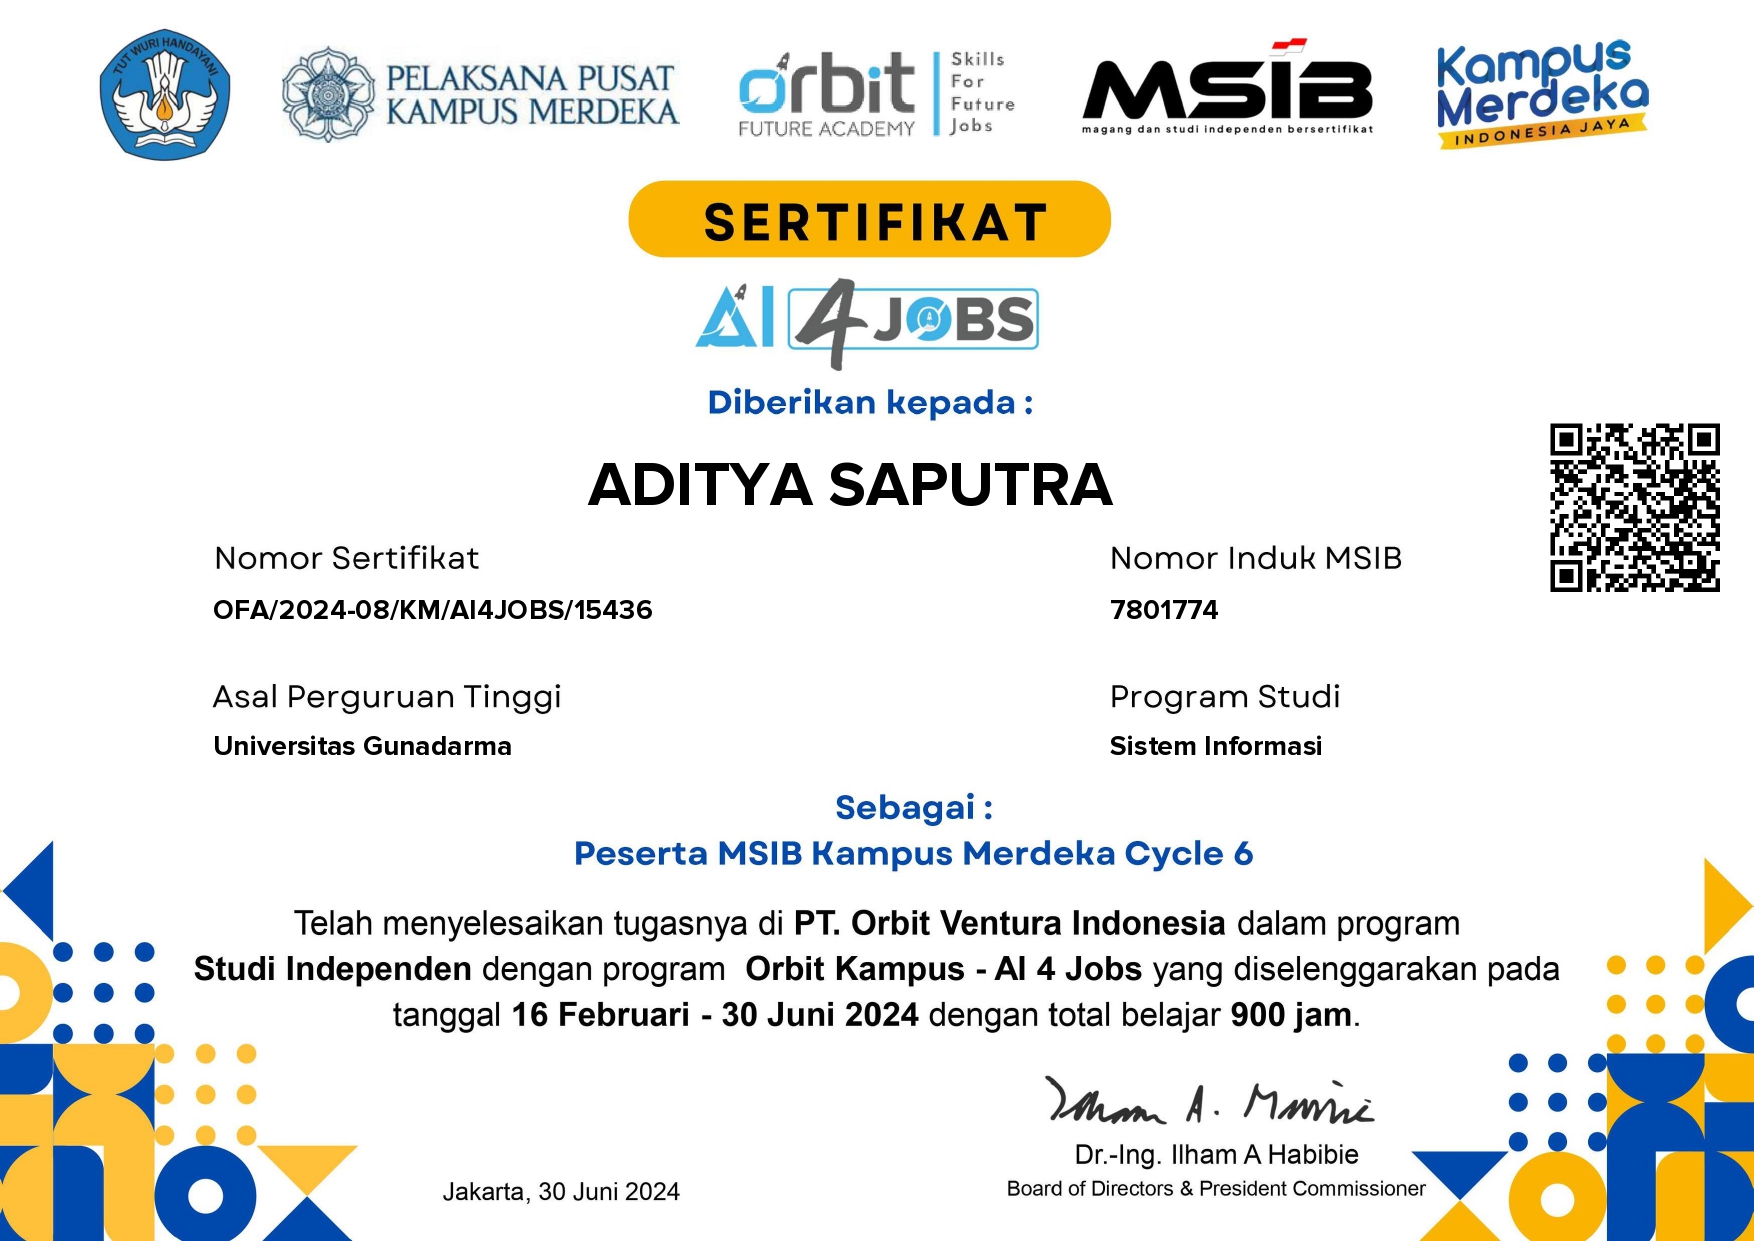 TUT WURI HANDAYANI
PELAKSANA PUSAT
KAMPUS MERDEKA
orbit
FUTURE ACADEMY
Skills
For
Future
Jobs
MSIB
magang dan studi independen bersertifikat
Kampus
Merdeka
INDONESIA JAYA
SERTIFIKAT
AI 4 JOBS
Diberikan kepada :
ADITYA SAPUTRA
Nomor Sertifikat
OFA/2024-08/KM/AI4JOBS/15436
Nomor Induk MSIB
7801774
Asal Perguruan Tinggi
Universitas Gunadarma
Program Studi
Sistem Informasi
Sebagai :
Peserta MSIB Kampus Merdeka Cycle 6
Telah menyelesaikan tugasnya di PT. Orbit Ventura Indonesia dalam program
Studi Independen dengan program Orbit Kampus - AI 4 Jobs yang diselenggarakan pada
tanggal 16 Februari - 30 Juni 2024 dengan total belajar 900 jam.
Dr.-Ing. Ilham A Habibie
Board of Directors & President Commissioner
Jakarta, 30 Juni 2024